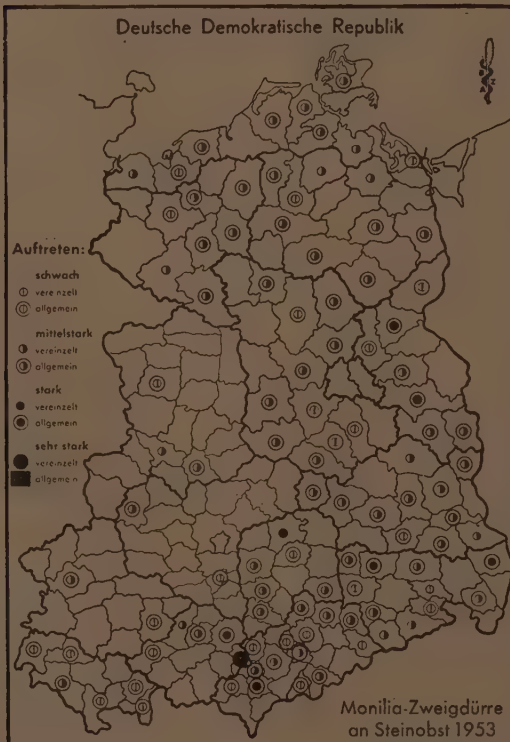 Deutsche Demokratische Republik
Auftreten:
schwach
vereinzelt
allgemein
mittelstark
vereinzelt
allgemein
stark
vereinzelt
allgemein
sehr stark
vereinzelt
allgemein
Monilia-Zweigdürre
an Steinobst 1953